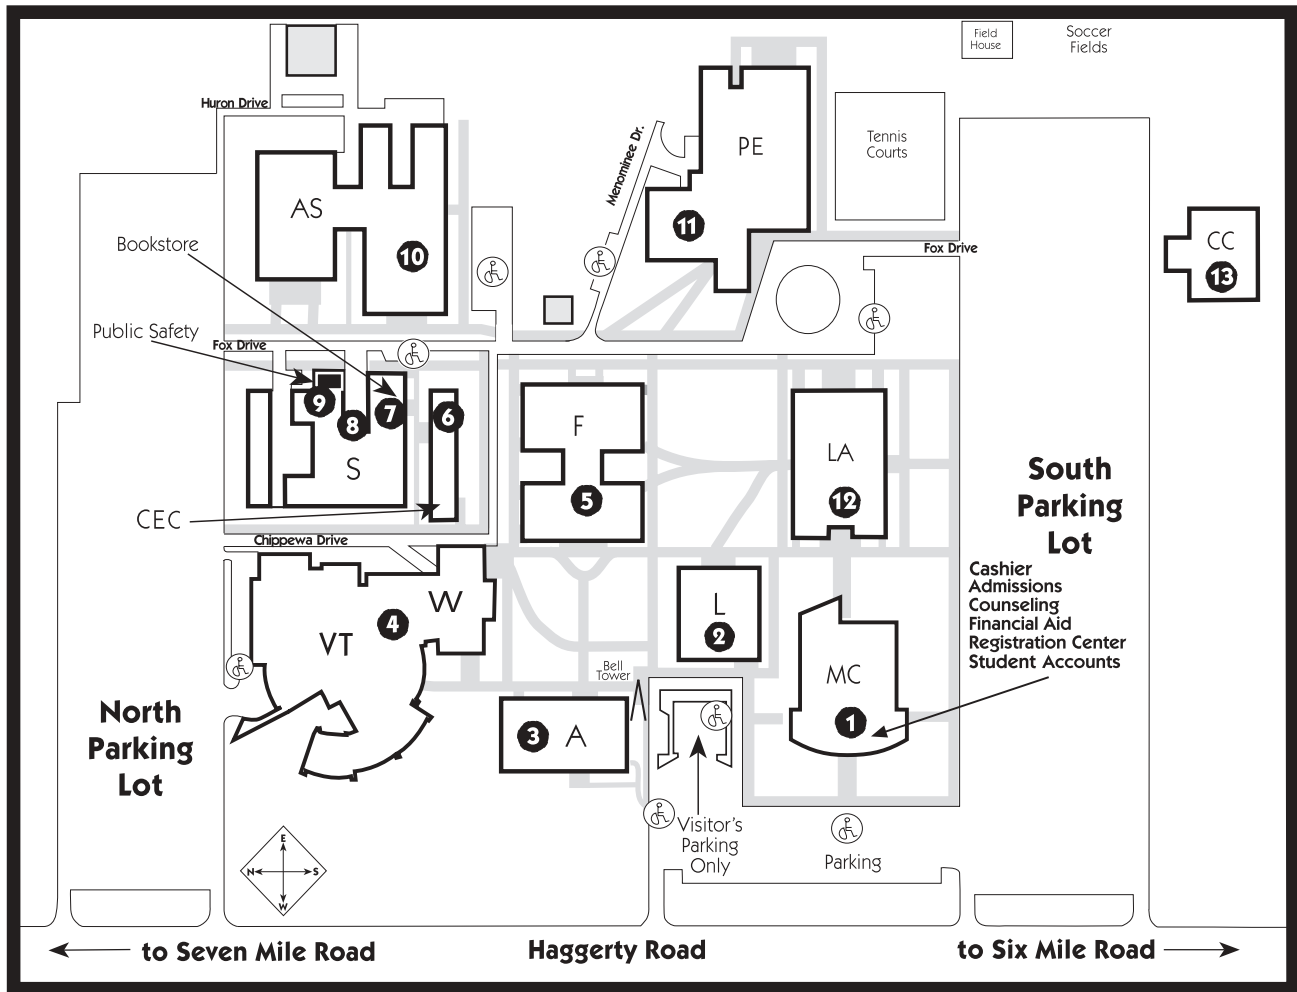 Field
House
Soccer
Fields
Huron Drive
Menominee Dr.
PE
Tennis
Courts
AS
11
Bookstore
10
Fox Drive
CC
13
Public Safety
Fox Drive
9
8
7
6
S
CEC
F
5
LA
12
South
Parking
Lot
Chippewa Drive
Cashier
Admissions
Counseling
Financial Aid
Registration Center
Student Accounts
W
4
VT
L
2
Bell
Tower
MC
1
North
Parking
Lot
3
A
Visitor's
Parking
Only
Parking
E
N
S
W
to Seven Mile Road
Haggerty Road
to Six Mile Road